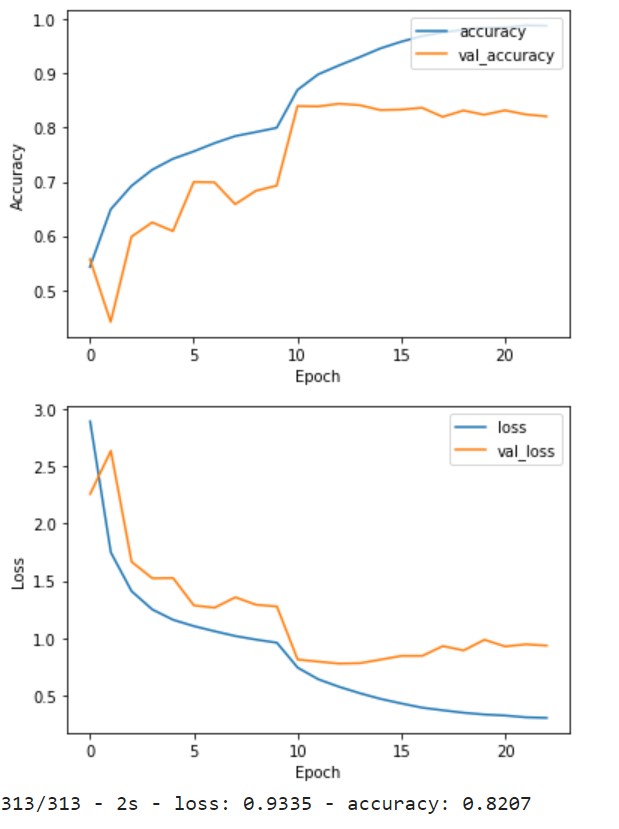 1.0
accuracy
val_accuracy
0.9
0.8
0.7
0.6
0.5
Accuracy
0 5 10 15 20
Epoch
3.0
loss
val_loss
2.5
2.0
1.5
1.0
0.5
Loss
0 5 10 15 20
Epoch
313/313 - 2s - loss: 0.9335 - accuracy: 0.8207